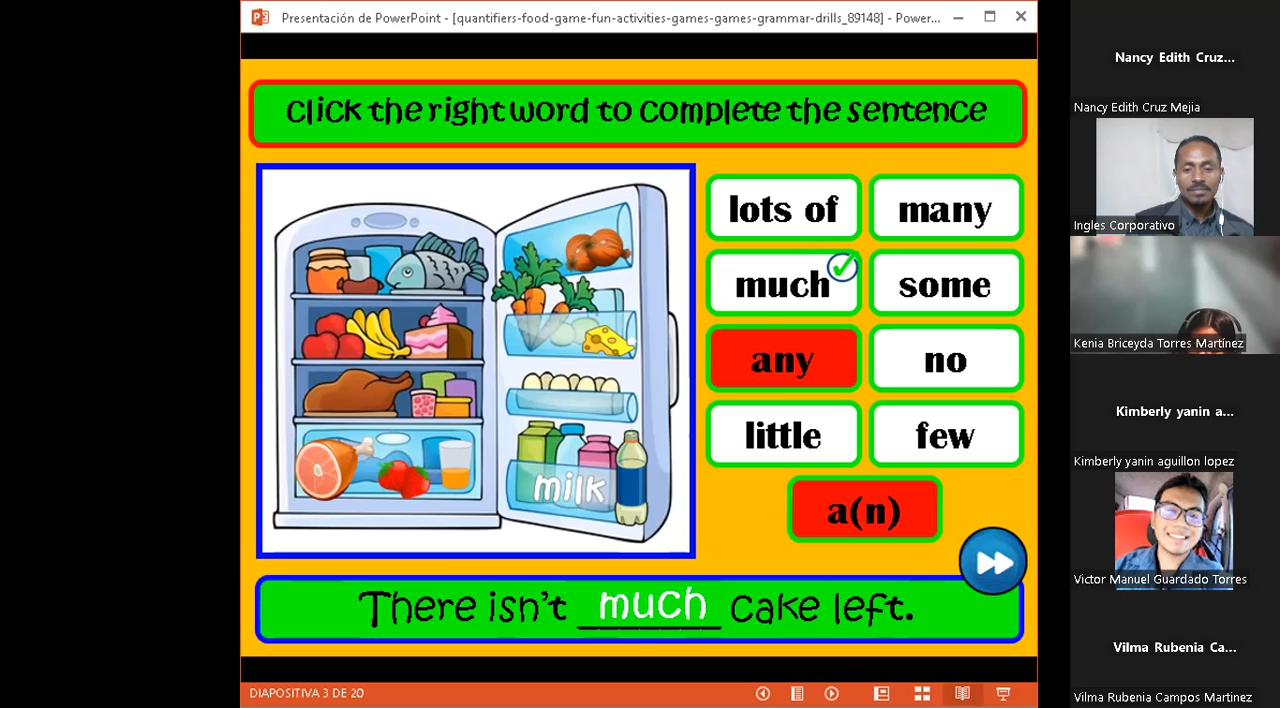 Presentación de PowerPoint - [quantifiers-food-game-fun-activities-games-games-grammar-drills_89148] - Power...
Click the right word to complete the sentence
lots of
many
much
some
any
no
little
few
a(n)
milk
There isn't much cake left.
DIAPOSITIVA 3 DE 20
Nancy Edith Cruz...
Nancy Edith Cruz Mejia
Ingles Corporativo
Kenia Briceyda Torres Martínez
Kimberly yanin a...
Kimberly yanin aguillon lopez
Victor Manuel Guardado Torres
Vilma Rubenia Ca...
Vilma Rubenia Campos Martinez